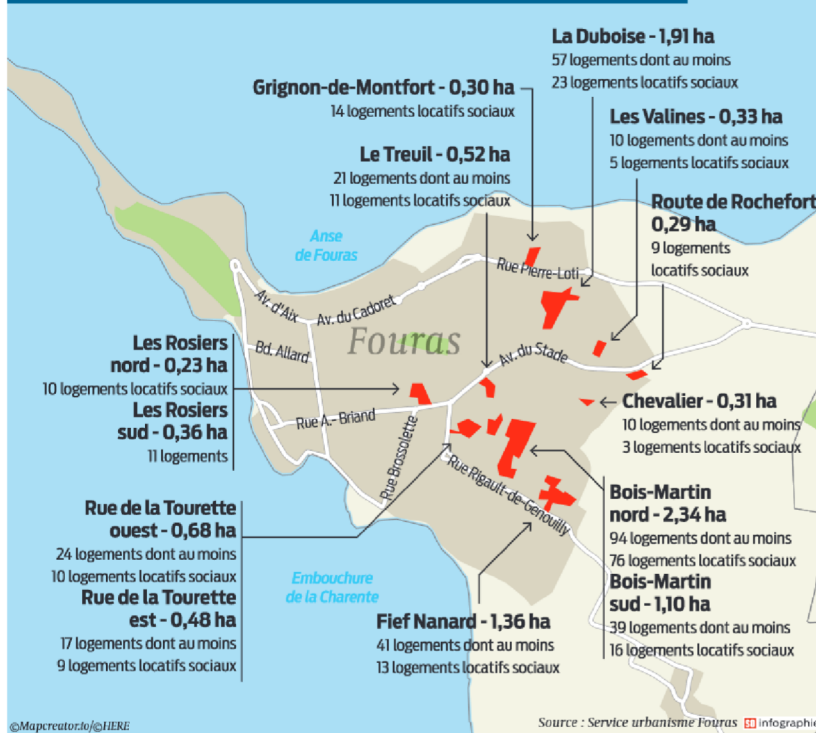 La Duboise - 1,91 ha
57 logements dont au moins
23 logements locatifs sociaux
Grignon-de-Montfort - 0,30 ha
14 logements locatifs sociaux
Les Valines - 0,33 ha
10 logements dont au moins
5 logements locatifs sociaux
Le Treuil - 0,52 ha
21 logements dont au moins
11 logements locatifs sociaux
Route de Rochefort
0,29 ha
9 logements
locatifs sociaux
Anse
de Fouras
Rue Pierre-Loti
Av. d'Aix
Av. du Cadoret
Bd. Allard
Fouras
Av. du Stade
Les Rosiers
nord - 0,23 ha
10 logements locatifs sociaux
Les Rosiers
sud - 0,36 ha
11 logements
Rue A.-Briand
Rue Brossolette
Rue Rigault-de-Genouilly
Chevalier - 0,31 ha
10 logements dont au moins
3 logements locatifs sociaux
Rue de la Tourette
ouest - 0,68 ha
24 logements dont au moins
10 logements locatifs sociaux
Rue de la Tourette
est - 0,48 ha
17 logements dont au moins
9 logements locatifs sociaux
Embouchure
de la Charente
Fief Nanard - 1,36 ha
41 logements dont au moins
13 logements locatifs sociaux
Bois-Martin
nord - 2,34 ha
94 logements dont au moins
76 logements locatifs sociaux
Bois-Martin
sud - 1,10 ha
39 logements dont au moins
16 logements locatifs sociaux
©Mapcreator.io/©HERE
Source : Service urbanisme Fouras SO infographie